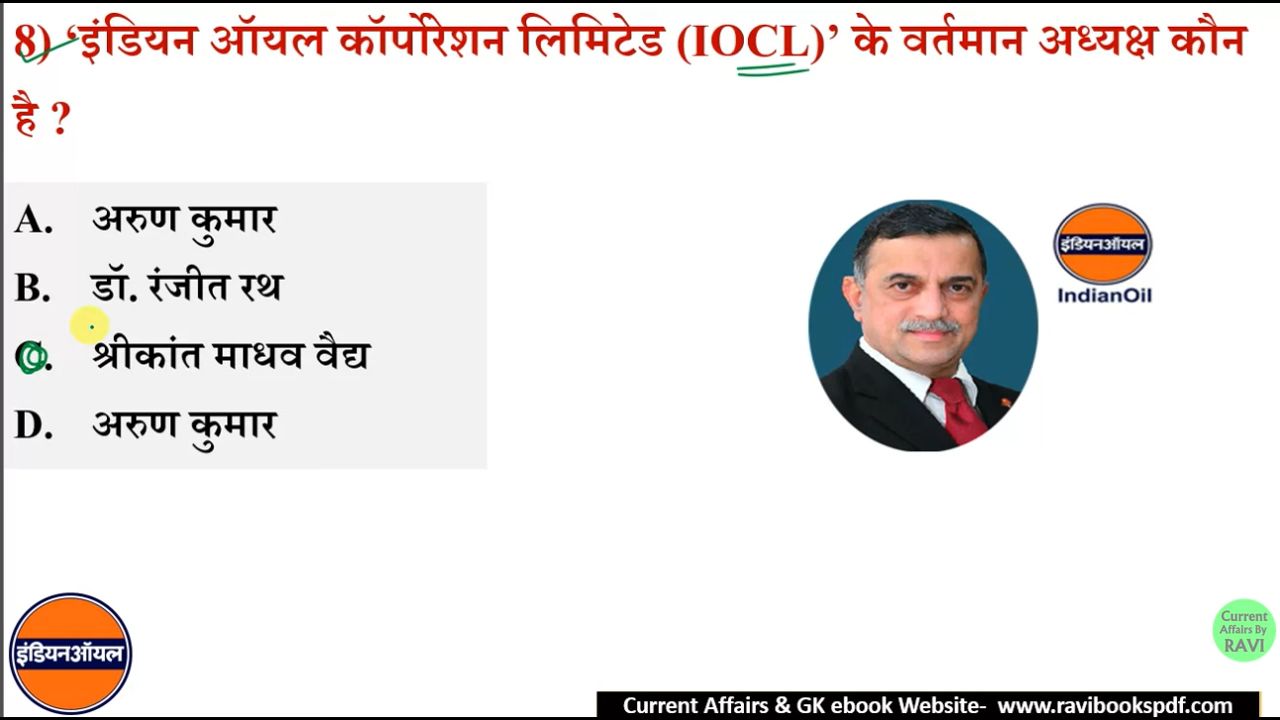 8) ‘इंडियन ऑयल कॉर्पोरेशन लिमिटेड (IOCL)’ के वर्तमान अध्यक्ष कौन
है ?
A. अरुण कुमार
B. डॉ. रंजीत रथ
C. श्रीकांत माधव वैद्य
D. अरुण कुमार
इंडियनऑयल
IndianOil
इंडियनऑयल
Current
Affairs By
RAVI
Current Affairs & GK ebook Website- www.ravibookspdf.com